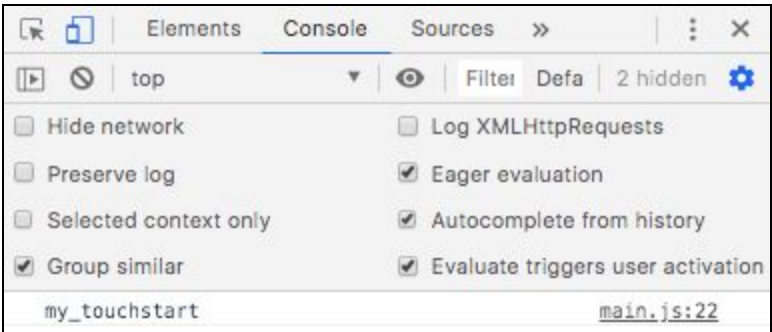 Elements Console Sources »
top Filter Defa 2 hidden
Hide network Log XMLHttpRequests
Preserve log Eager evaluation
Selected context only Autocomplete from history
Group similar Evaluate triggers user activation
my_touchstart main.js:22